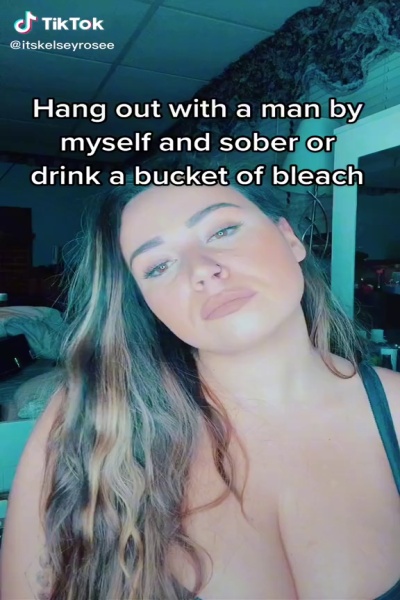 TikTok
@itskelseyrosee
Hang out with a man by
myself and sober or
drink a bucket of bleach